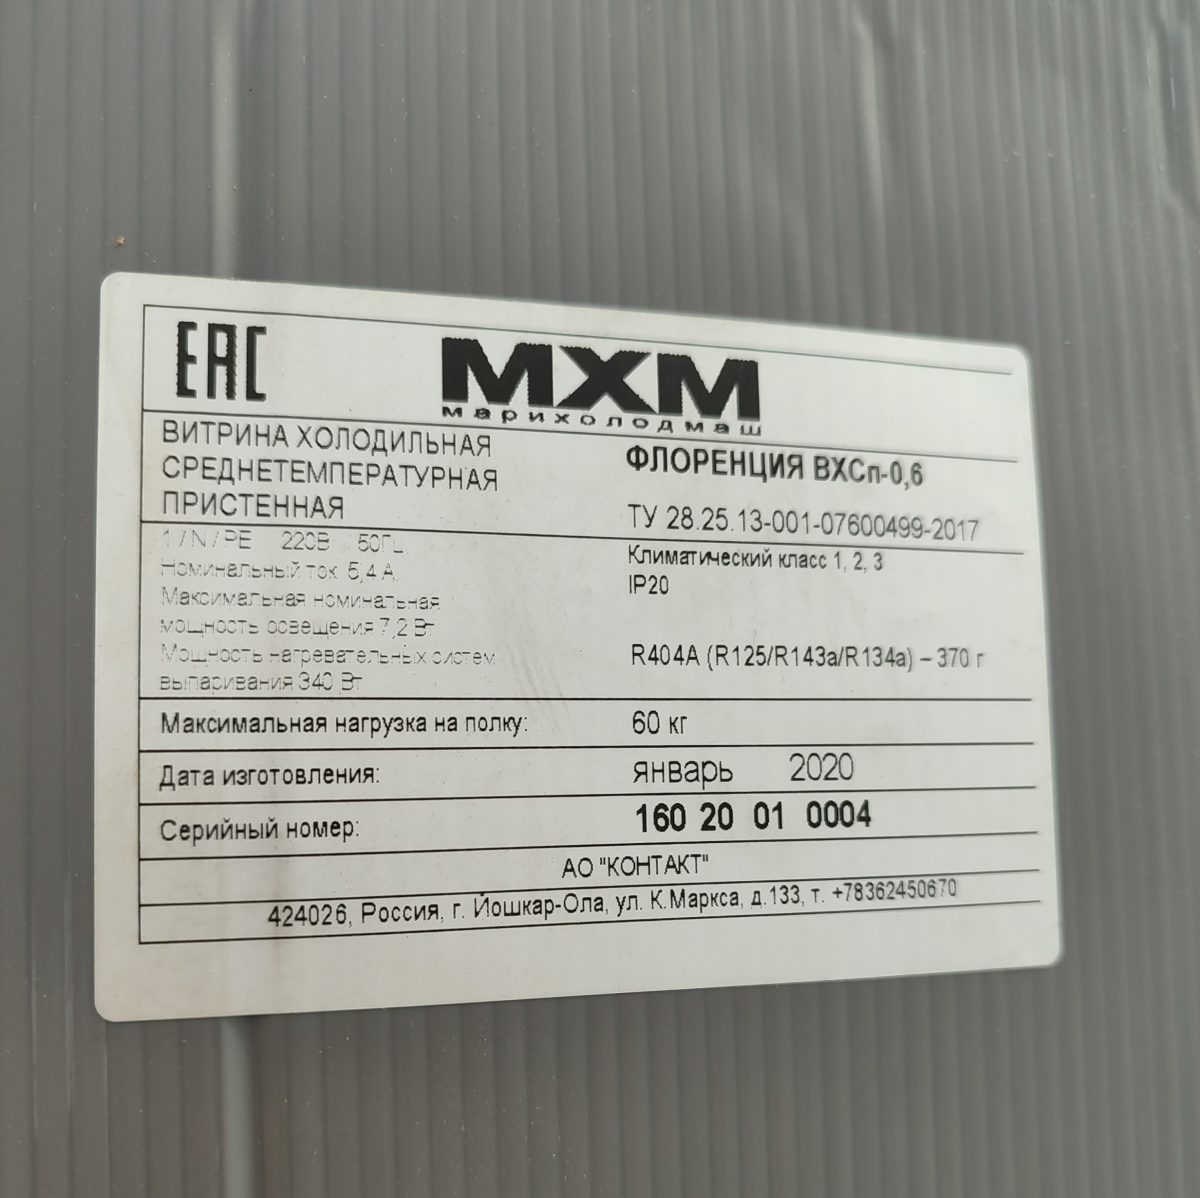 ЕАС
МХМ
марихолодмаш
ВИТРИНА ХОЛОДИЛЬНАЯ
СРЕДНЕТЕМПЕРАТУРНАЯ
ПРИСТЕННАЯ
ФЛОРЕНЦИЯ ВХСп-0,6
ТУ 28.25.13-001-07600499-2017
1 / N / PE 220В 50ГЦ
Номинальный ток 5,4 А
Максимальная номинальная
мощность освещения 7,2 Вт
Мощность нагревательных систем
выпаривания 340 Вт
Климатический класс 1, 2, 3
IP20
R404A (R125/R143a/R134a) – 370 г
Максимальная нагрузка на полку: 60 кг
Дата изготовления: январь 2020
Серийный номер: 160 20 01 0004
АО "КОНТАКТ"
424026, Россия, г. Йошкар-Ола, ул. К.Маркса, д.133, т. +78362450670